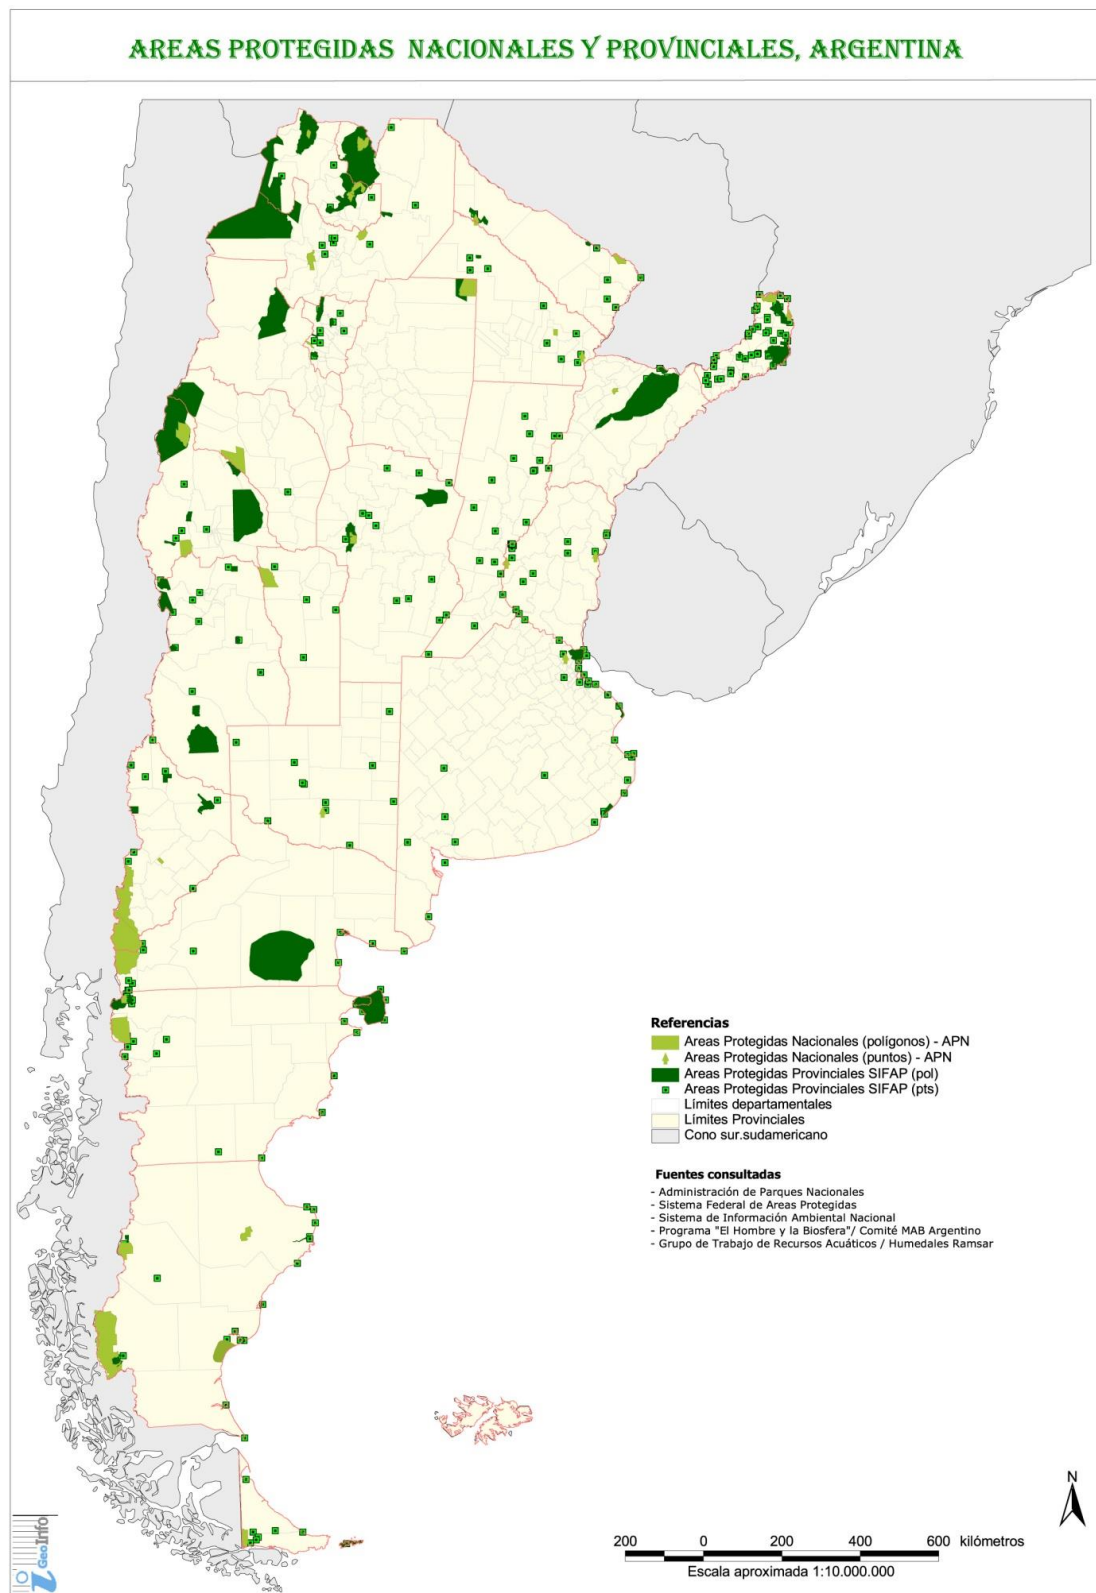 AREAS PROTEGIDAS NACIONALES Y PROVINCIALES, ARGENTINA
Referencias
Areas Protegidas Nacionales (polígonos) - APN
Areas Protegidas Nacionales (puntos) - APN
Areas Protegidas Provinciales SIFAP (pol)
Areas Protegidas Provinciales SIFAP (pts)
Límites departamentales
Límites Provinciales
Cono sur.sudamericano
Fuentes consultadas
- Administración de Parques Nacionales
- Sistema Federal de Areas Protegidas
- Sistema de Información Ambiental Nacional
- Programa "El Hombre y la Biosfera"/ Comité MAB Argentino
- Grupo de Trabajo de Recursos Acuáticos / Humedales Ramsar
N
200 0 200 400 600 kilómetros
Escala aproximada 1:10.000.000
GeoInfo